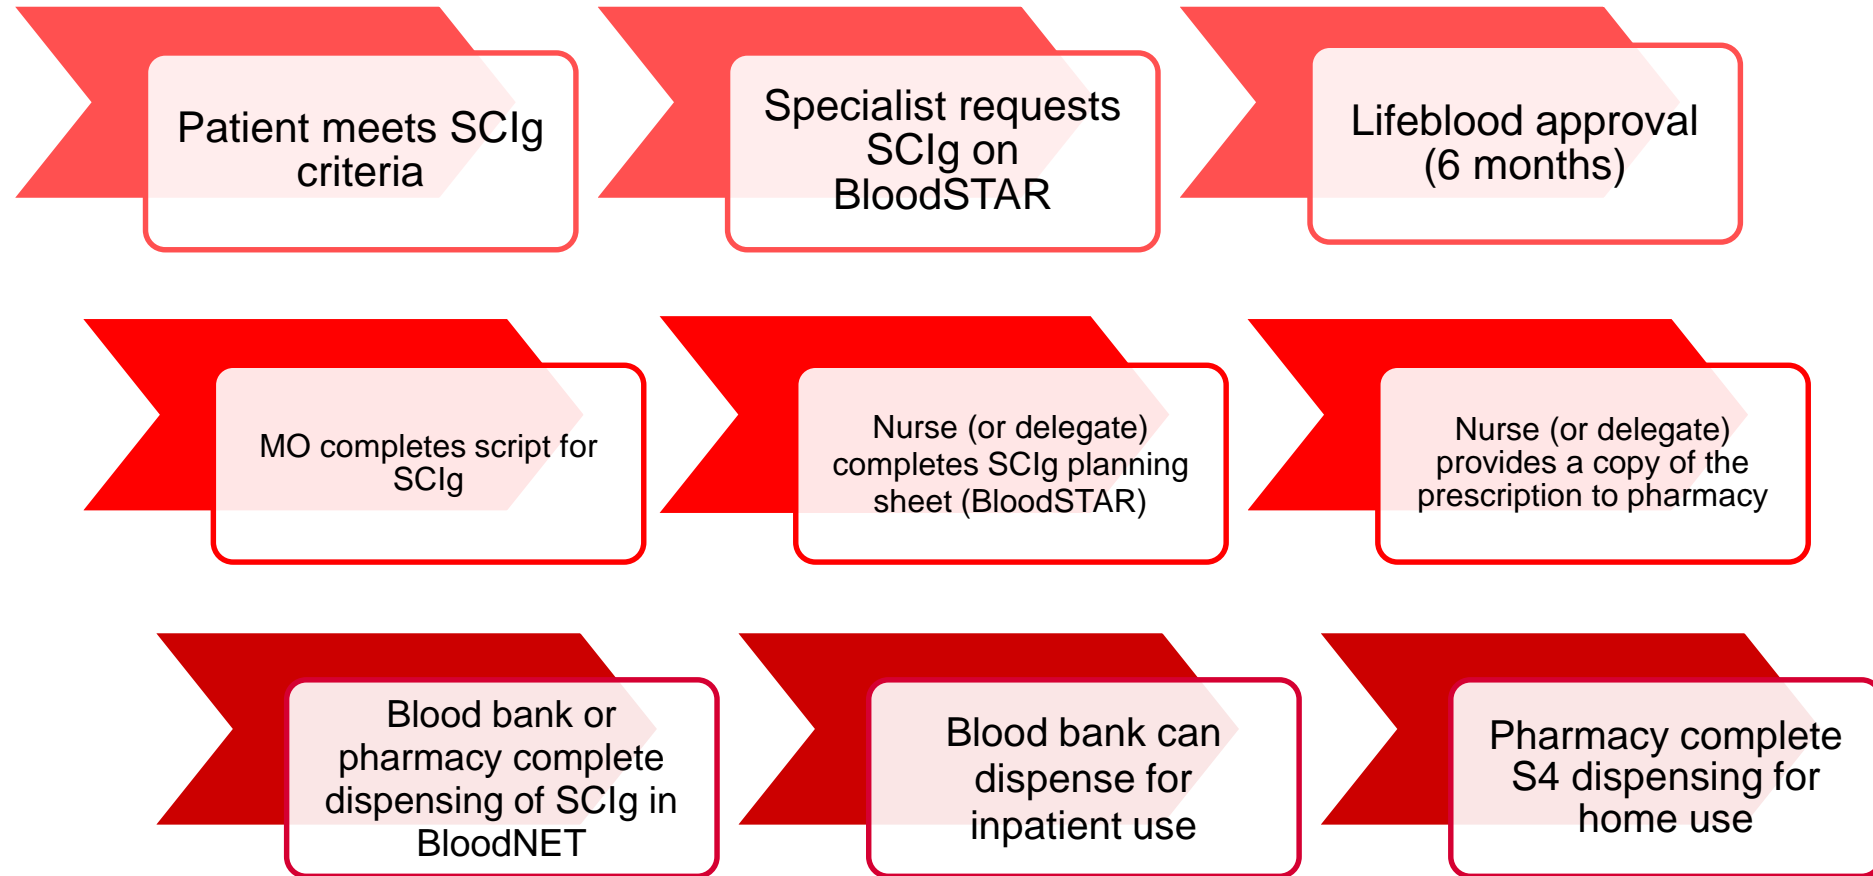 Patient meets SCIg
criteria
Specialist requests
SCIg on
BloodSTAR
Lifeblood approval
(6 months)
MO completes script for
SCIg
Nurse (or delegate)
completes SCIg planning
sheet (BloodSTAR)
Nurse (or delegate)
provides a copy of the
prescription to pharmacy
Blood bank or
pharmacy complete
dispensing of SCIg in
BloodNET
Blood bank can
dispense for
inpatient use
Pharmacy complete
S4 dispensing for
home use